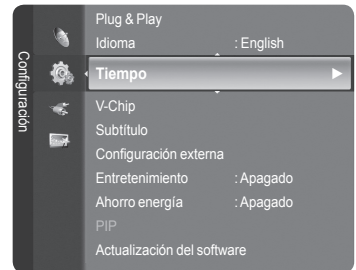 Configuración
Plug & Play
Idioma : English
Tiempo
V-Chip
Subtítulo
Configuración externa
Entretenimiento : Apagado
Ahorro energía : Apagado
PIP
Actualización del software